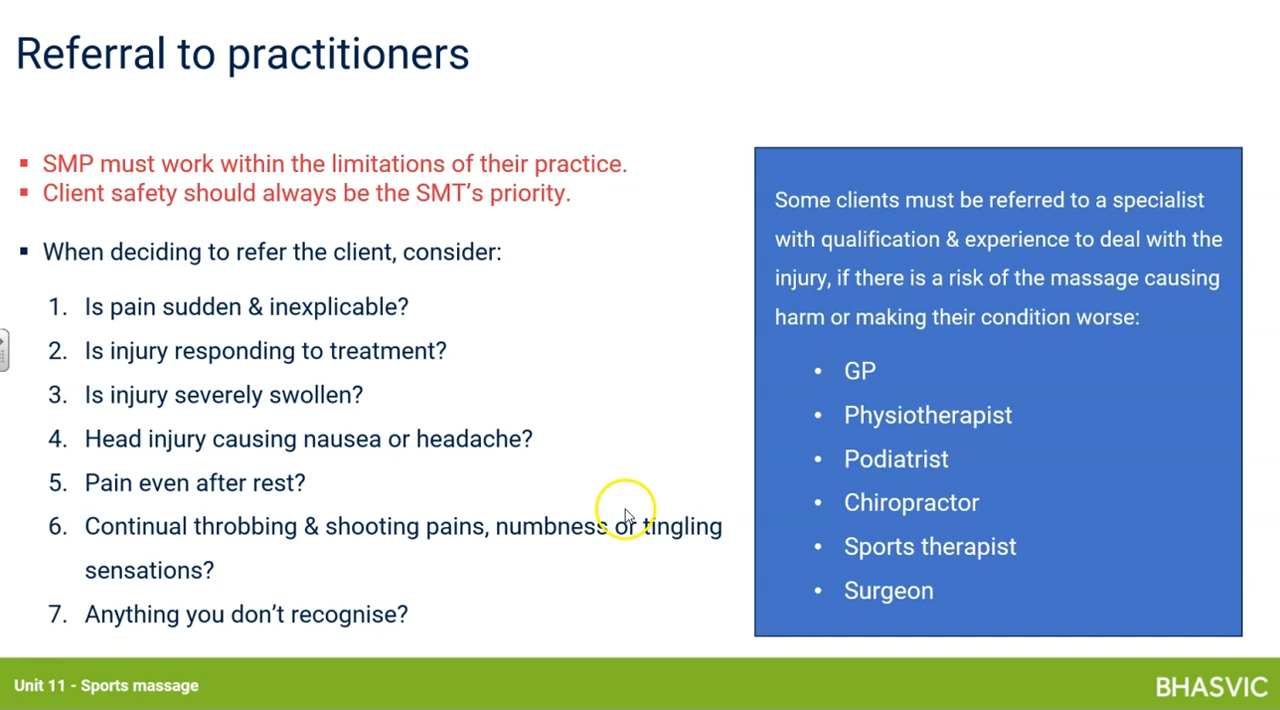 Referral to practitioners
▪ SMP must work within the limitations of their practice.
▪ Client safety should always be the SMT's priority.
▪ When deciding to refer the client, consider:
1. Is pain sudden & inexplicable?
2. Is injury responding to treatment?
3. Is injury severely swollen?
4. Head injury causing nausea or headache?
5. Pain even after rest?
6. Continual throbbing & shooting pains, numbness or tingling
sensations?
7. Anything you don't recognise?
Some clients must be referred to a specialist
with qualification & experience to deal with the
injury, if there is a risk of the massage causing
harm or making their condition worse:
• GP
• Physiotherapist
• Podiatrist
• Chiropractor
• Sports therapist
• Surgeon
Unit 11 - Sports massage
BHASVIC